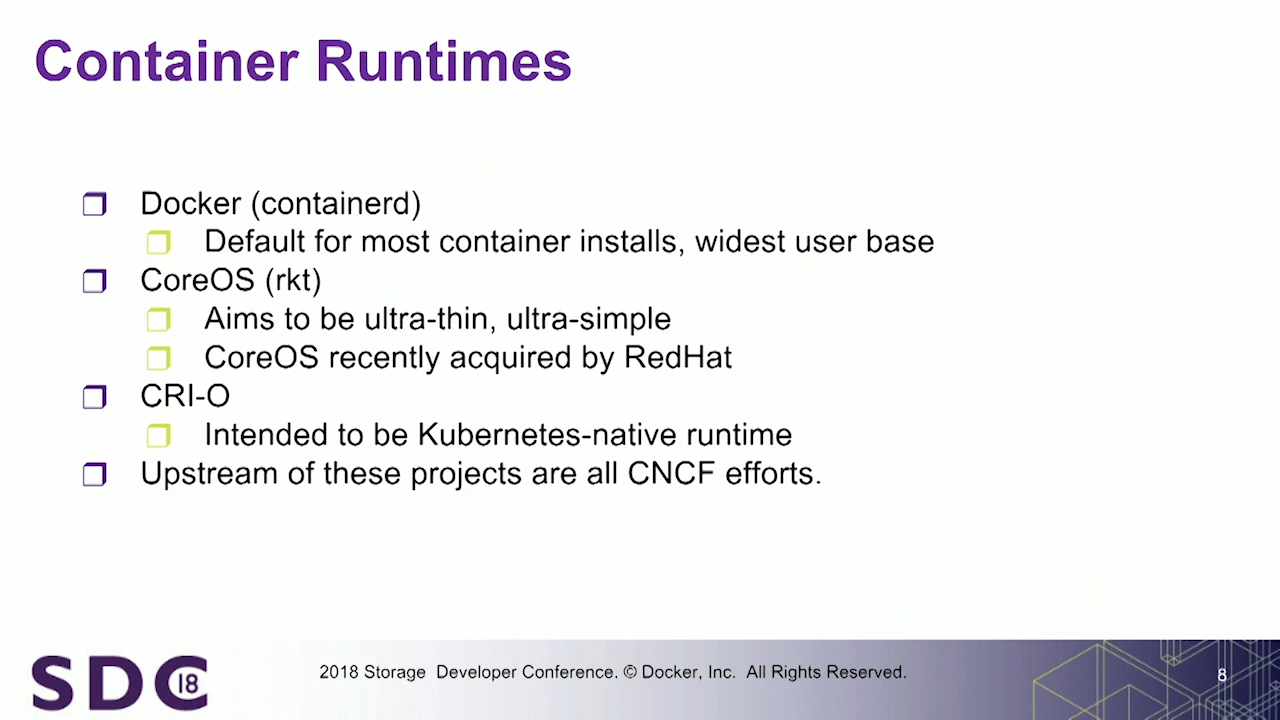 Container Runtimes
Docker (containerd)
Default for most container installs, widest user base
CoreOS (rkt)
Aims to be ultra-thin, ultra-simple
CoreOS recently acquired by RedHat
CRI-O
Intended to be Kubernetes-native runtime
Upstream of these projects are all CNCF efforts.
SDC 18
2018 Storage Developer Conference. © Docker, Inc. All Rights Reserved.
8